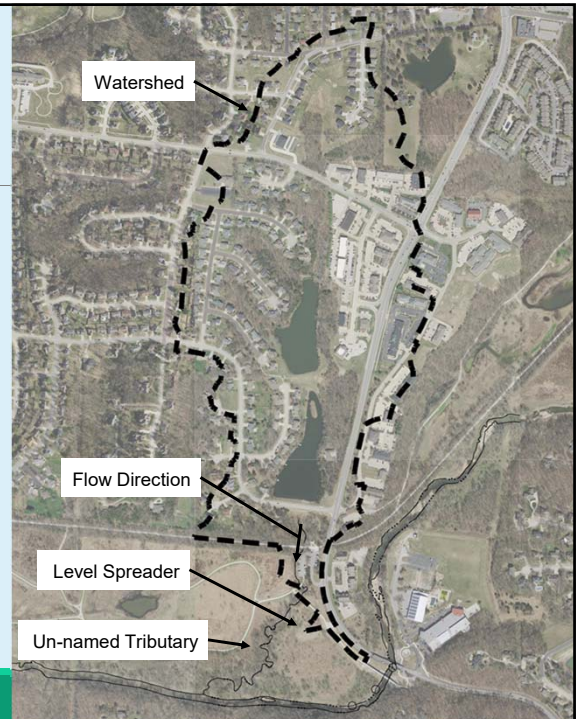 Watershed
Flow Direction
Level Spreader
Un-named Tributary